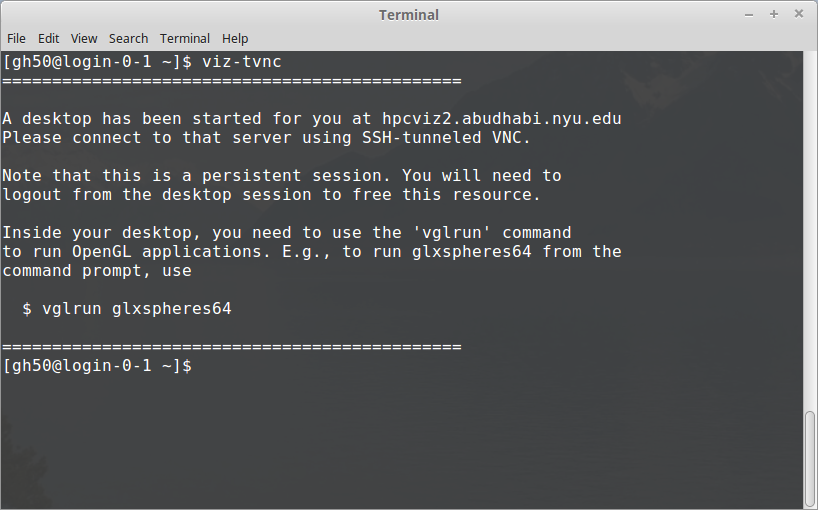 Terminal
File Edit View Search Terminal Help
[gh50@login-0-1 ~]$ viz-tvnc
==============================================
A desktop has been started for you at hpcviz2.abudhabi.nyu.edu
Please connect to that server using SSH-tunneled VNC.
Note that this is a persistent session. You will need to
logout from the desktop session to free this resource.
Inside your desktop, you need to use the 'vglrun' command
to run OpenGL applications. E.g., to run glxspheres64 from the
command prompt, use
$ vglrun glxspheres64
==============================================
[gh50@login-0-1 ~]$